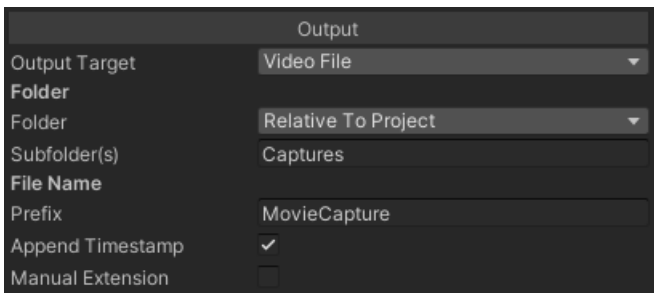 Output
Output Target Video File
Folder
Folder Relative To Project
Subfolder(s) Captures
File Name
Prefix MovieCapture
Append Timestamp
Manual Extension